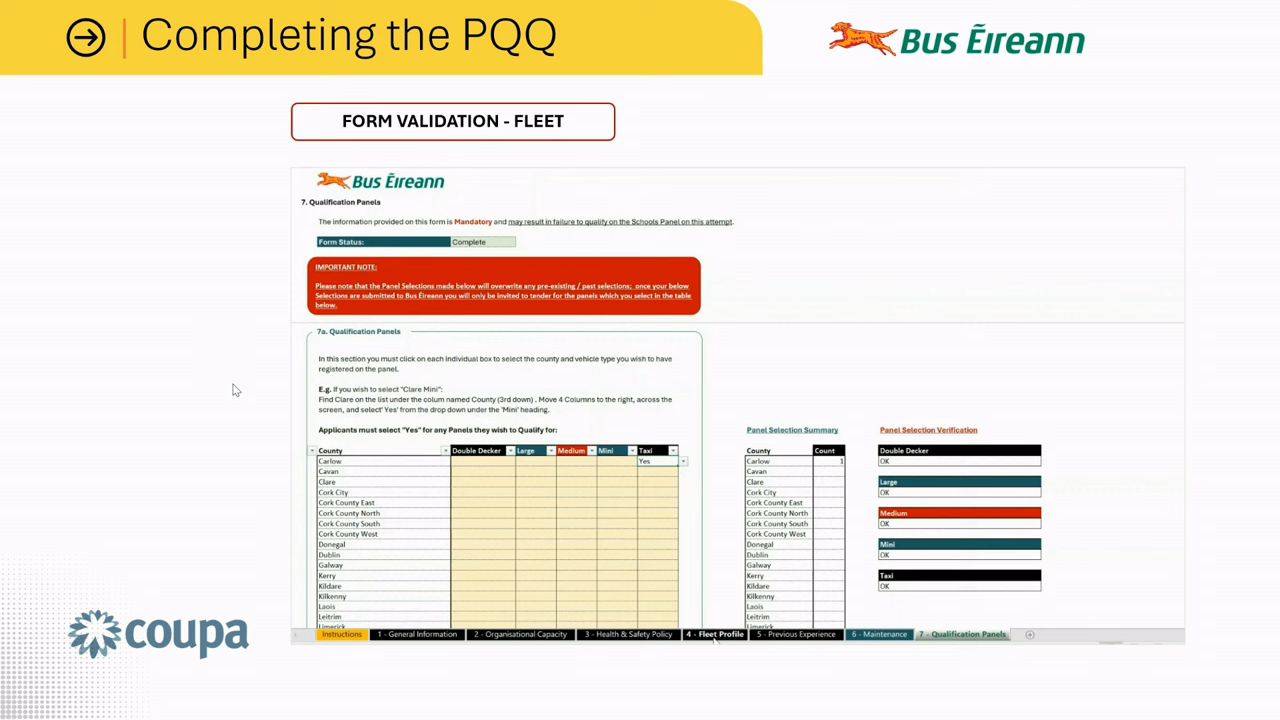 Completing the PQQ
Bus Éireann
FORM VALIDATION - FLEET
Bus Éireann
7. Qualification Panels
The information provided on this form is Mandatory and may result in failure to qualify on the Schools Panel on this attempt.
Form Status: Complete
IMPORTANT NOTE:
Please note that the Panel Selections made below will overwrite any pre-existing / past selections; once your below
Selections are submitted to Bus Éireann you will only be invited to tender for the panels which you select in the table
below.
7a. Qualification Panels
In this section you must click on each individual box to select the county and vehicle type you wish to have
registered on the panel.
E.g. If you wish to select "Clare Mini":
Find Clare on the list under the colum named County (3rd down) . Move 4 Columns to the right, across the
screen, and select' Yes' from the drop down under the 'Mini' heading.
Applicants must select "Yes" for any Panels they wish to Qualify for:
County Double Decker Large Medium Mini Taxi
Carlow Yes
Cavan
Clare
Cork City
Cork County East
Cork County North
Cork County South
Cork County West
Donegal
Dublin
Galway
Kerry
Kildare
Kilkenny
Laois
Leitrim
Limerick
Panel Selection Summary
County Count
Carlow 1
Cavan
Clare
Cork City
Cork County East
Cork County North
Cork County South
Cork County West
Donegal
Dublin
Galway
Kerry
Kildare
Kilkenny
Laois
Leitrim
Limerick
Panel Selection Verification
Double Decker
OK
Large
OK
Medium
OK
Mini
OK
Taxi
OK
Instructions 1 - General Information 2 - Organisational Capacity 3 - Health & Safety Policy 4 - Fleet Profile 5 - Previous Experience 6 - Maintenance 7 - Qualification Panels
coupa